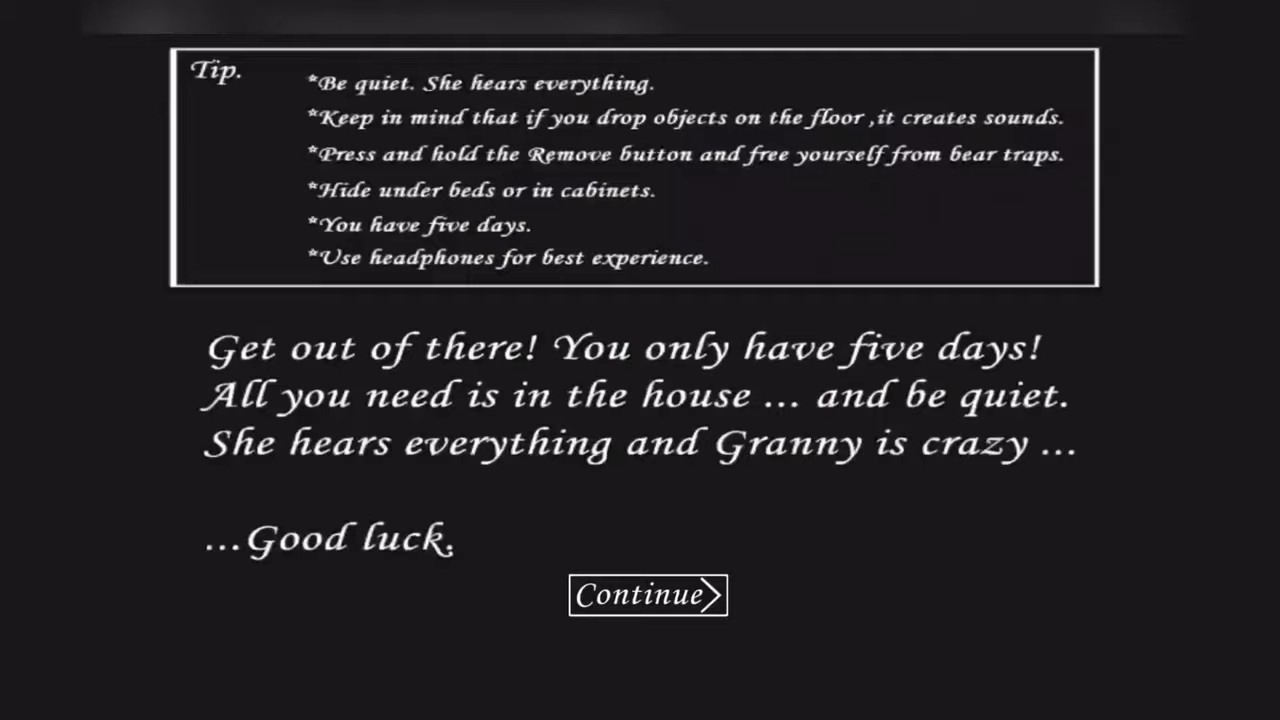 Tip.
*Be quiet. She hears everything.
*Keep in mind that if you drop objects on the floor ,it creates sounds.
*Press and hold the Remove button and free yourself from bear traps.
*Hide under beds or in cabinets.
*You have five days.
*Use headphones for best experience.
Get out of there! You only have five days!
All you need is in the house ... and be quiet.
She hears everything and Granny is crazy ...
...Good luck.
Continue>